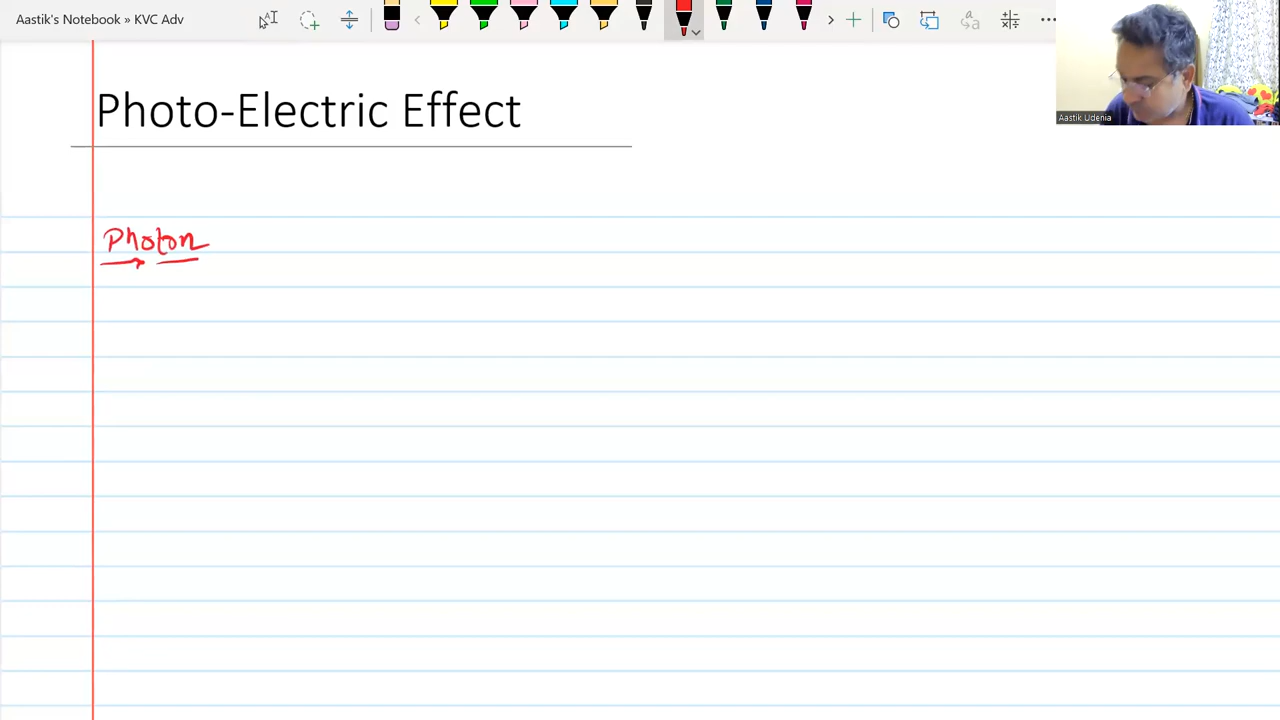 Aastik's Notebook » KVC Adv
Aastik Udenia
Photo-Electric Effect
Photon